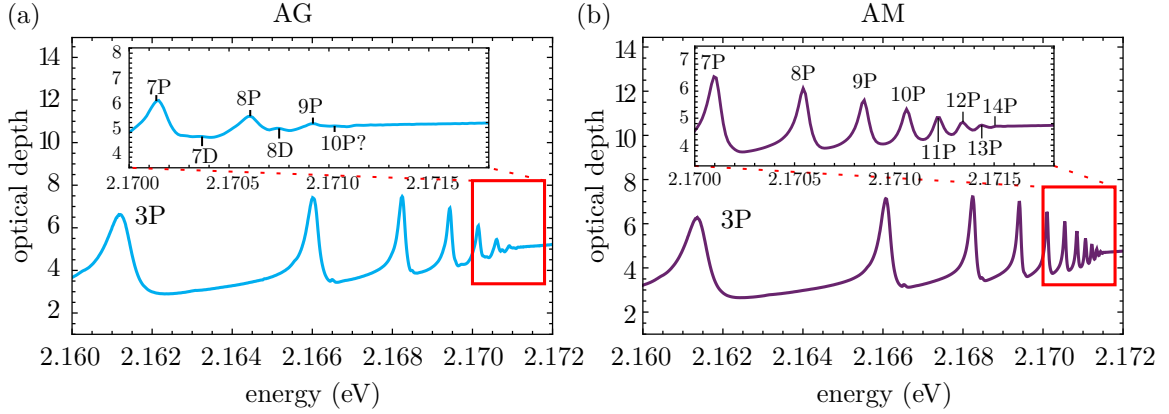 (a)
AG
optical depth
14
12
10
8
6
4
2
8
7
6
5
4
7P
8P
9P
7D
8D
10P?
2.1700
2.1705
2.1710
2.1715
3P
2.160
2.162
2.164
2.166
2.168
2.170
2.172
energy (eV)
(b)
AM
optical depth
14
12
10
8
6
4
2
7
6
5
4
7P
8P
9P
10P
12P
14P
11P
13P
2.1700
2.1705
2.1710
2.1715
3P
2.160
2.162
2.164
2.166
2.168
2.170
2.172
energy (eV)